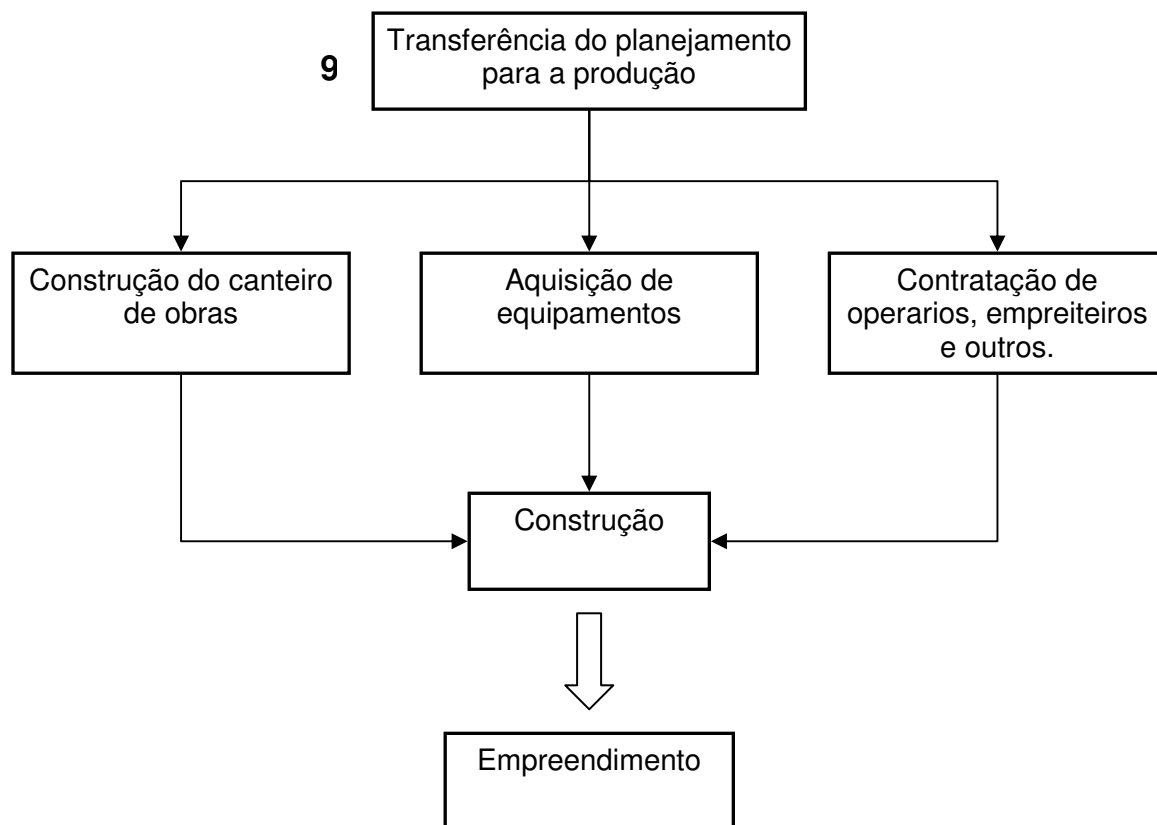 9
Transferência do planejamento
para a produção
Construção do canteiro
de obras
Aquisição de
equipamentos
Contratação de
operarios, empreiteiros
e outros.
Construção
Empreendimento